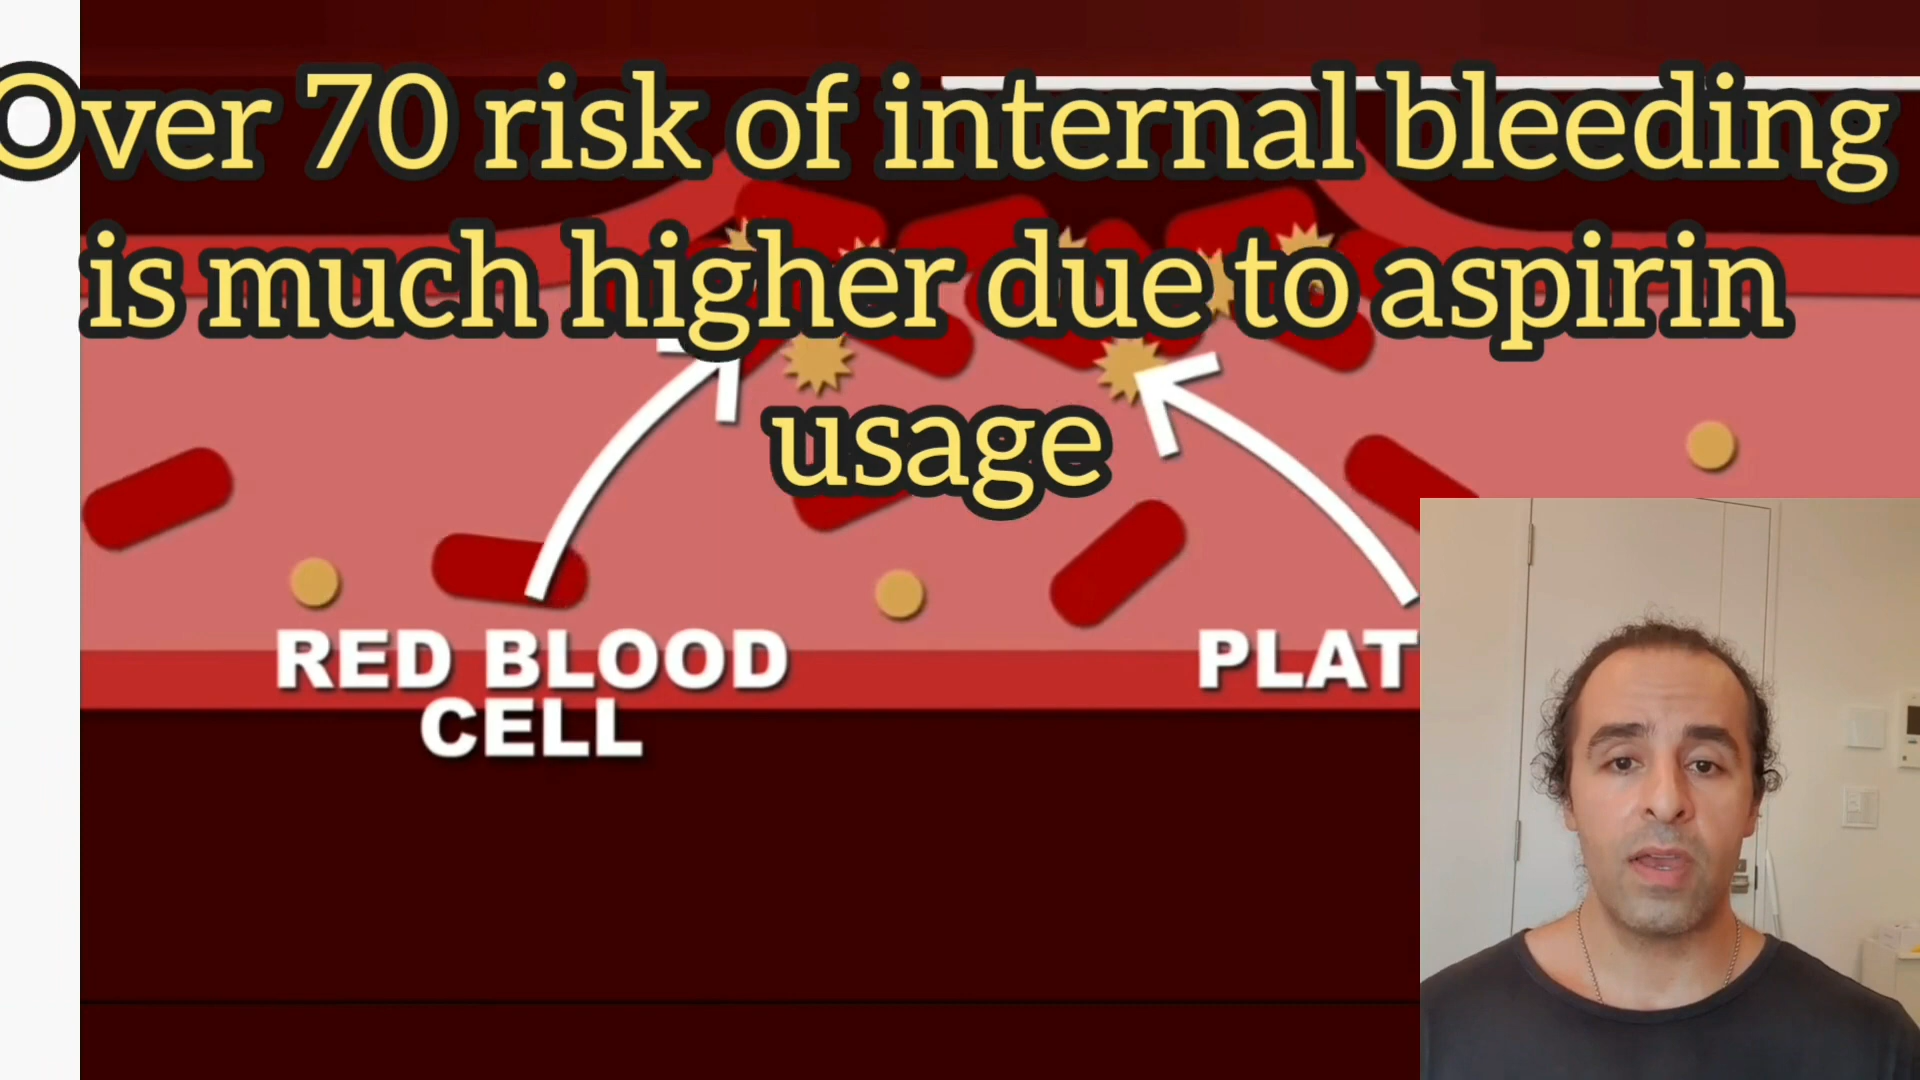 Over 70 risk of internal bleeding
is much higher due to aspirin
usage
RED BLOOD
CELL
PLAT